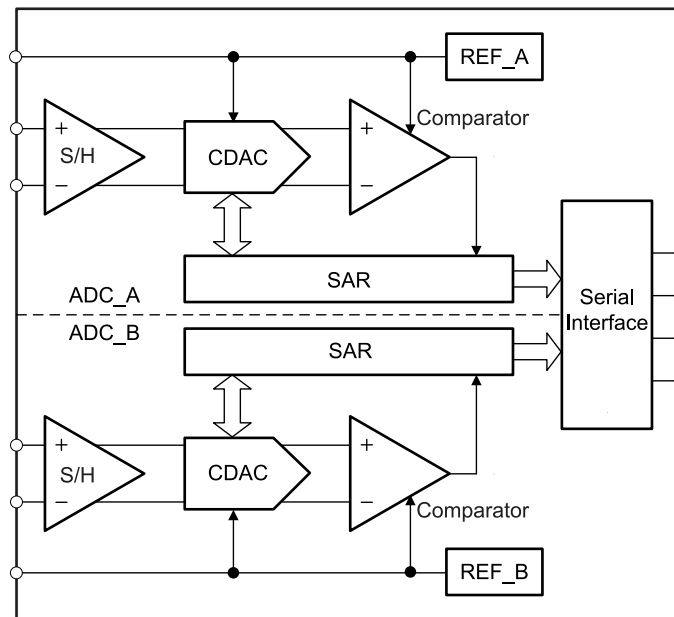 REF_A
Comparator
+
S/H
−
CDAC
+
−
SAR
ADC_A
ADC_B
Serial
Interface
SAR
+
S/H
−
CDAC
+
−
Comparator
REF_B